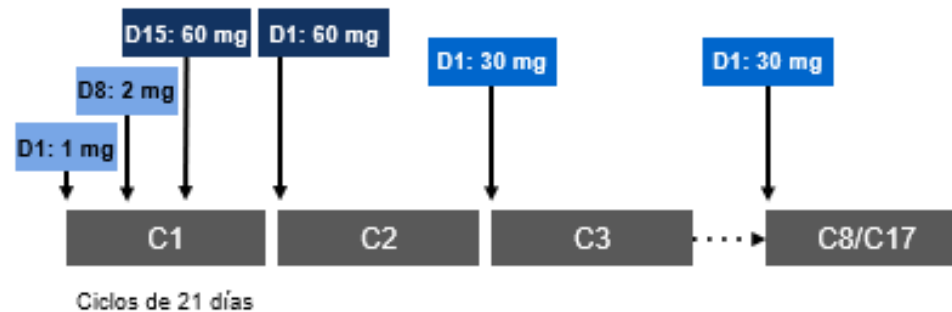 D15: 60 mg
D1: 60 mg
D1: 30 mg
D1: 30 mg
D8: 2 mg
D1: 1 mg
C1
C2
C3
C8/C17
Ciclos de 21 días